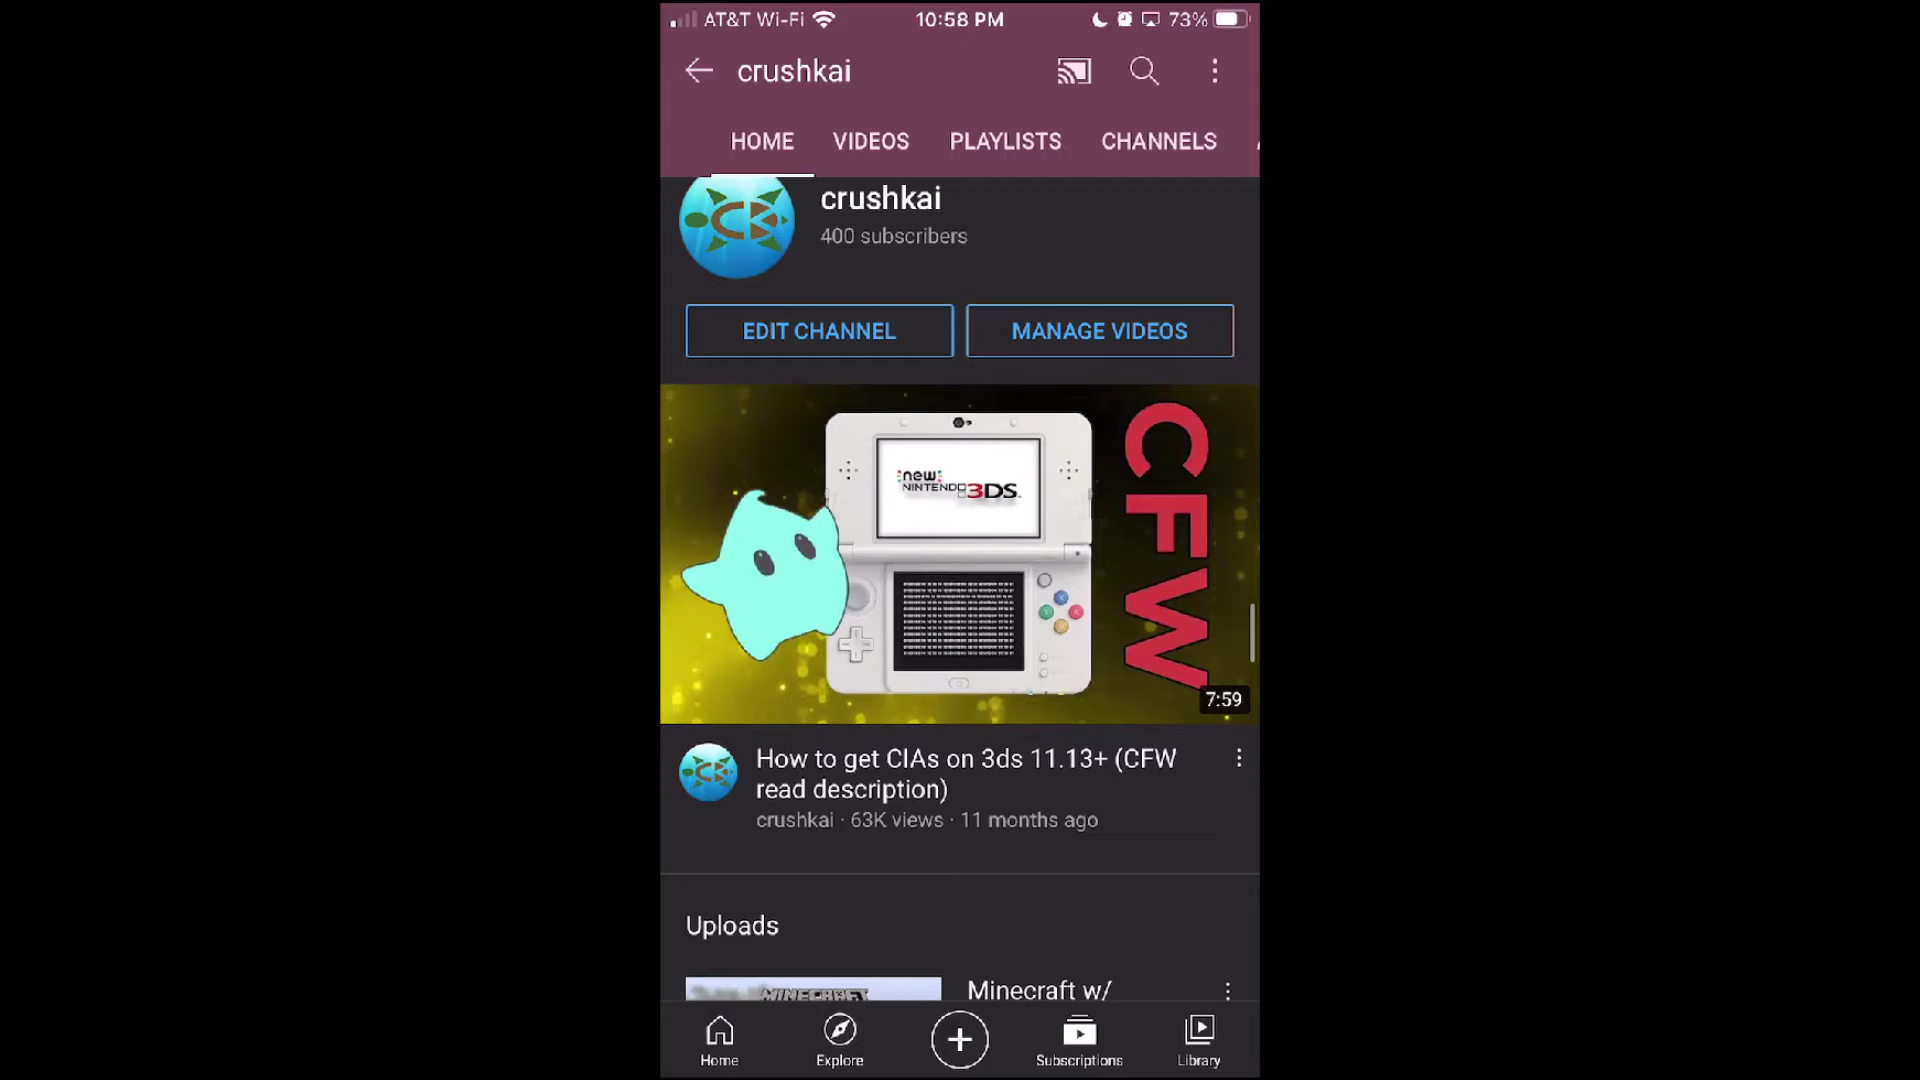 AT&T Wi-Fi 10:58 PM 73%
crushkai
HOME VIDEOS PLAYLISTS CHANNELS
crushkai
400 subscribers
EDIT CHANNEL MANAGE VIDEOS
new
NINTENDO3DS
CFW
7:59
How to get CIAs on 3ds 11.13+ (CFW
read description)
crushkai · 63K views · 11 months ago
Uploads
MINECRAFT
Minecraft w/
Home Explore Subscriptions Library